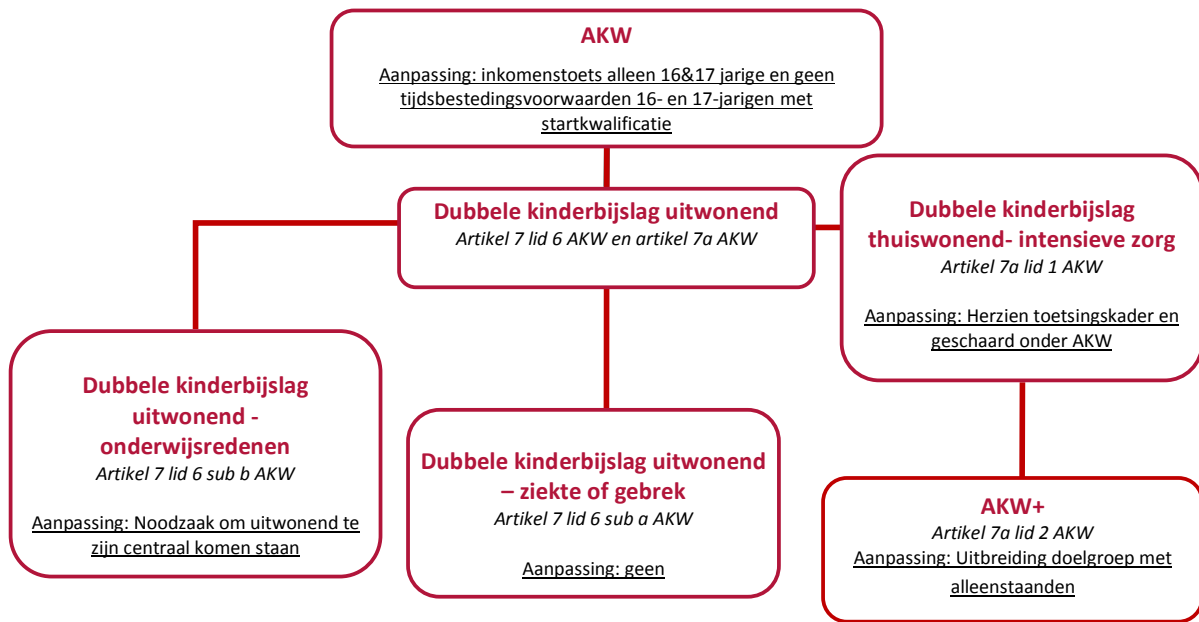 AKW
Aanpassing: inkomenstoets alleen 16&17 jarige en geen
tijdsbestedingsvoorwaarden 16- en 17-jarigen met
startkwalificatie
Dubbele kinderbijslag uitwonend
Artikel 7 lid 6 AKW en artikel 7a AKW
Dubbele kinderbijslag
thuiswonend- intensieve zorg
Artikel 7a lid 1 AKW
Aanpassing: Herzien toetsingskader en
geschaard onder AKW
Dubbele kinderbijslag
uitwonend -
onderwijsredenen
Artikel 7 lid 6 sub b AKW
Aanpassing: Noodzaak om uitwonend te
zijn centraal komen staan
Dubbele kinderbijslag uitwonend
– ziekte of gebrek
Artikel 7 lid 6 sub a AKW
Aanpassing: geen
AKW+
Artikel 7a lid 2 AKW
Aanpassing: Uitbreiding doelgroep met
alleenstaanden